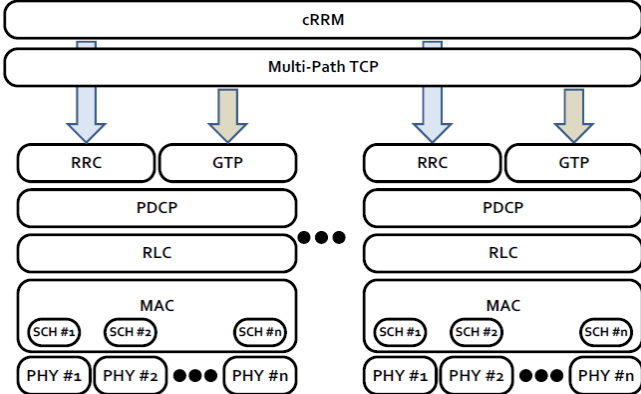 cRRM
Multi-Path TCP
RRC GTP RRC GTP
PDCP PDCP
RLC RLC
MAC MAC
SCH #1 SCH #2 SCH #n SCH #1 SCH #2 SCH #n
PHY #1 PHY #2 PHY #n PHY #1 PHY #2 PHY #n